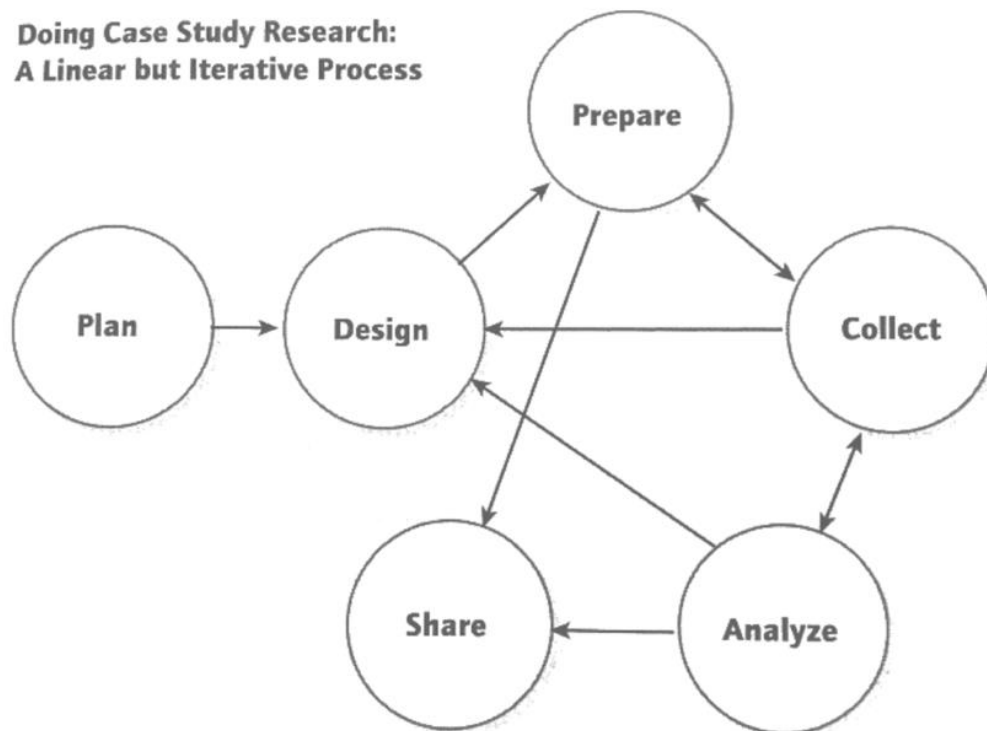 Doing Case Study Research:
A Linear but Iterative Process
Prepare
Plan
Design
Collect
Share
Analyze